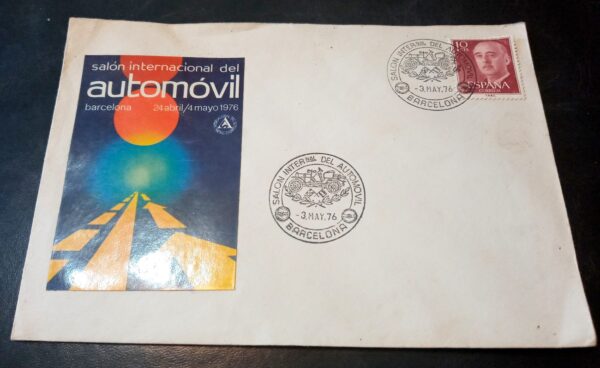 salón internacional del
automóvil
barcelona 24 abril/4 mayo 1976
SALON INTERNAL. DEL AUTOMOVIL
-3.MAY.76
BARCELONA
10
ESPAÑA
CORREOS
SALON INTERNAL. DEL AUTOMOVIL
-3.MAY.76
BARCELONA